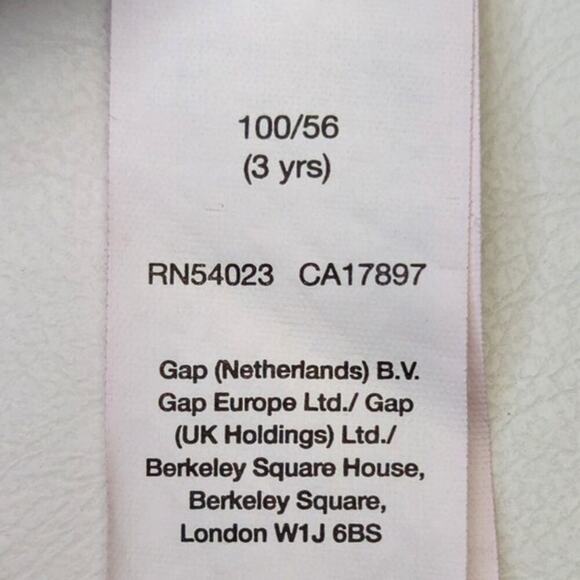 100/56
(3 yrs)
RN54023 CA17897
Gap (Netherlands) B.V.
Gap Europe Ltd./ Gap
(UK Holdings) Ltd./
Berkeley Square House,
Berkeley Square,
London W1J 6BS